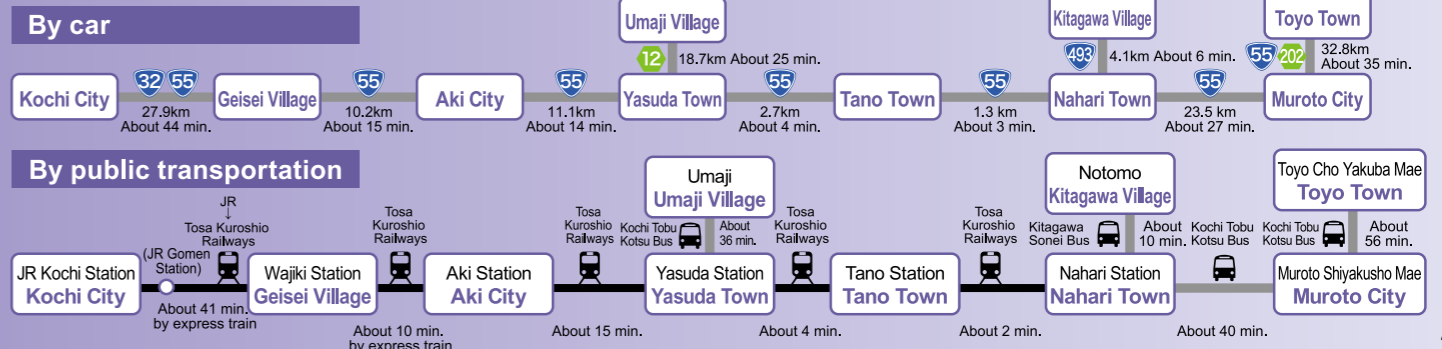 By car
Umaji Village
Kitagawa Village
Toyo Town
12
18.7km About 25 min.
493
4.1km About 6 min.
55
202
32.8km
About 35 min.
Kochi City
32
55
27.9km
About 44 min.
Geisei Village
55
10.2km
About 15 min.
Aki City
55
11.1km
About 14 min.
Yasuda Town
55
2.7km
About 4 min.
Tano Town
55
1.3 km
About 3 min.
Nahari Town
55
23.5 km
About 27 min.
Muroto City
By public transportation
Umaji
Umaji Village
Notomo
Kitagawa Village
Toyo Cho Yakuba Mae
Toyo Town
JR Kochi Station
Kochi City
(JR Gomen
Station)
JR
↓
Tosa Kuroshio
Railways
About 41 min.
by express train
Wajiki Station
Geisei Village
Tosa
Kuroshio
Railways
About 10 min.
by express train
Aki Station
Aki City
Tosa
Kuroshio
Railways
About 15 min.
Kochi Tobu
Kotsu Bus
About
36 min.
Yasuda Station
Yasuda Town
Tosa
Kuroshio
Railways
About 4 min.
Tano Station
Tano Town
Tosa
Kuroshio
Railways
About 2 min.
Kitagawa
Sonei Bus
About
10 min.
Nahari Station
Nahari Town
Kochi Tobu
Kotsu Bus
About 40 min.
Kochi Tobu
Kotsu Bus
About
56 min.
Muroto Shiyakusho Mae
Muroto City